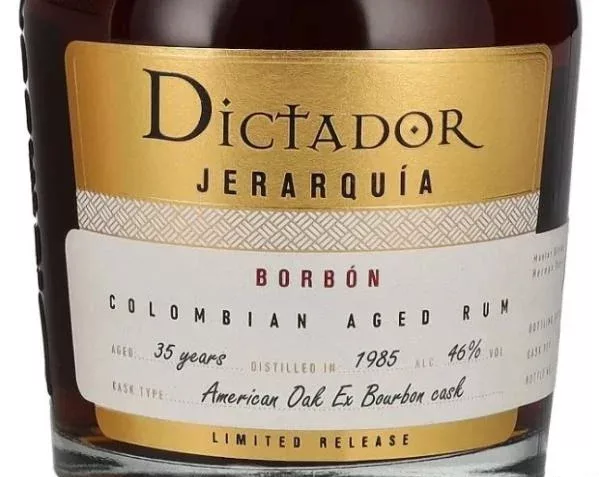 DICTADOR
JERARQUÍA
BORBÓN
COLOMBIAN AGED RUM
AGED: 35 years DISTILLED IN 1985 ALC. 46% VOL
CASK TYPE: American Oak Ex Bourbon cask
LIMITED RELEASE